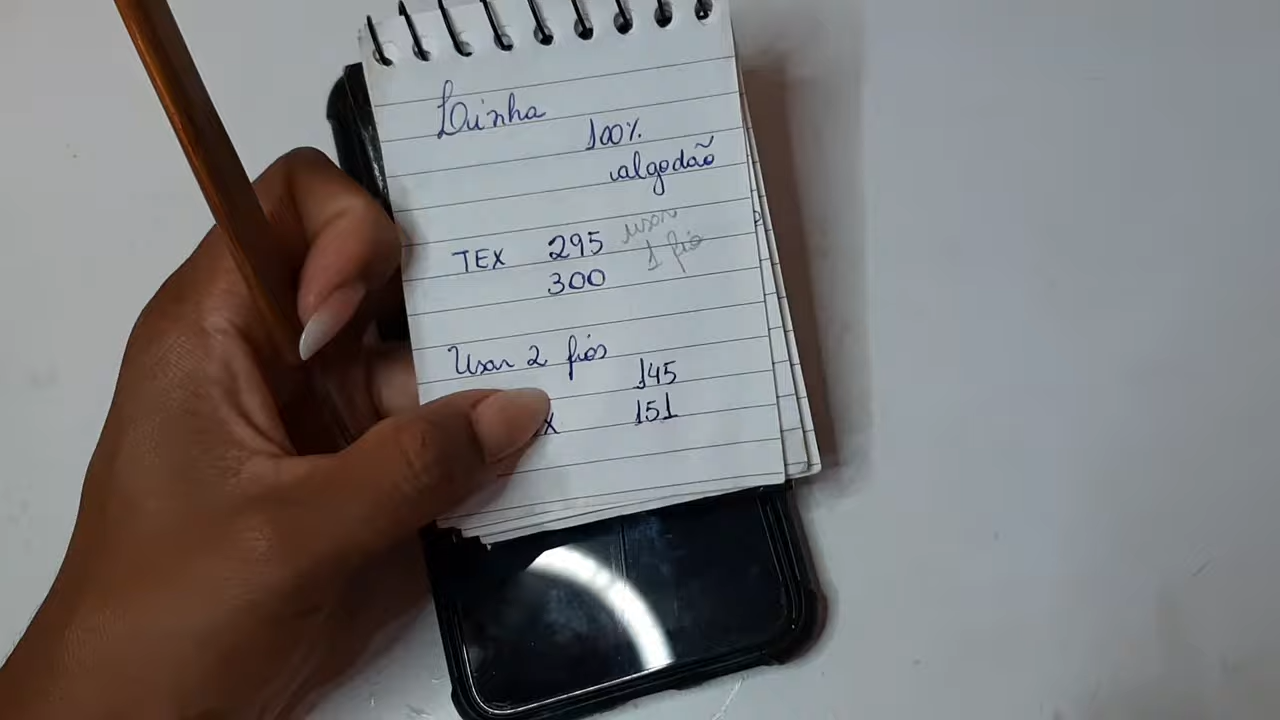 Linha
100%
algodão
TEX 295 usar
300 1 fio
Usar 2 fios
145
x 151